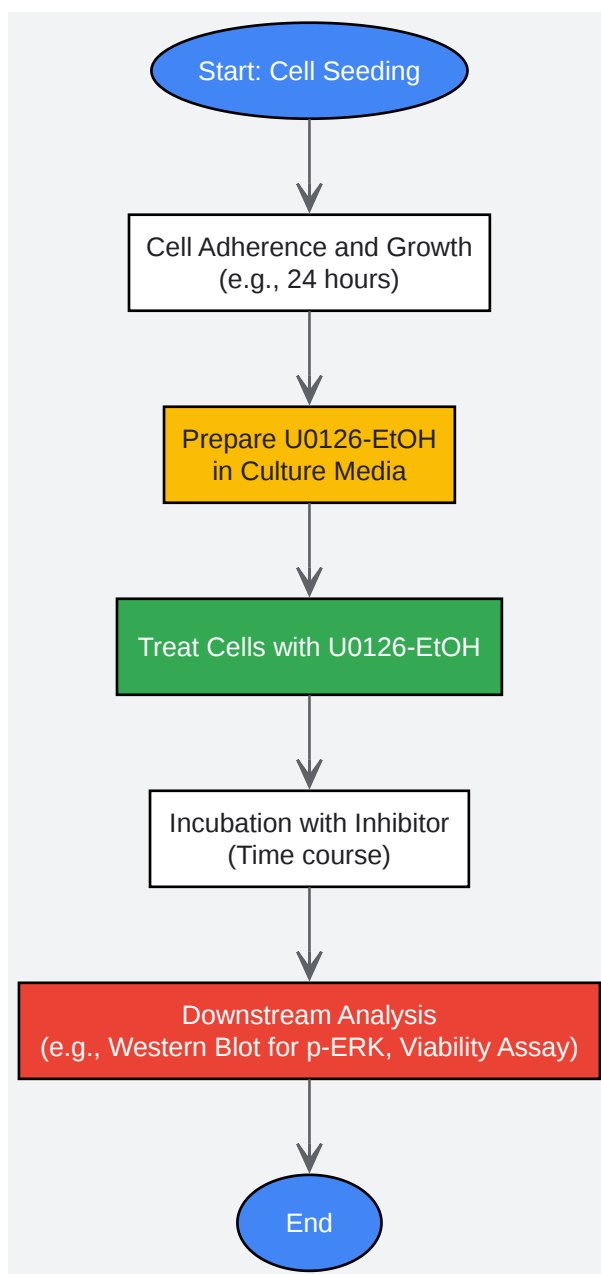 Start: Cell Seeding
Cell Adherence and Growth
(e.g., 24 hours)
Prepare U0126-EtOH
in Culture Media
Treat Cells with U0126-EtOH
Incubation with Inhibitor
(Time course)
Downstream Analysis
(e.g., Western Blot for p-ERK, Viability Assay)
End